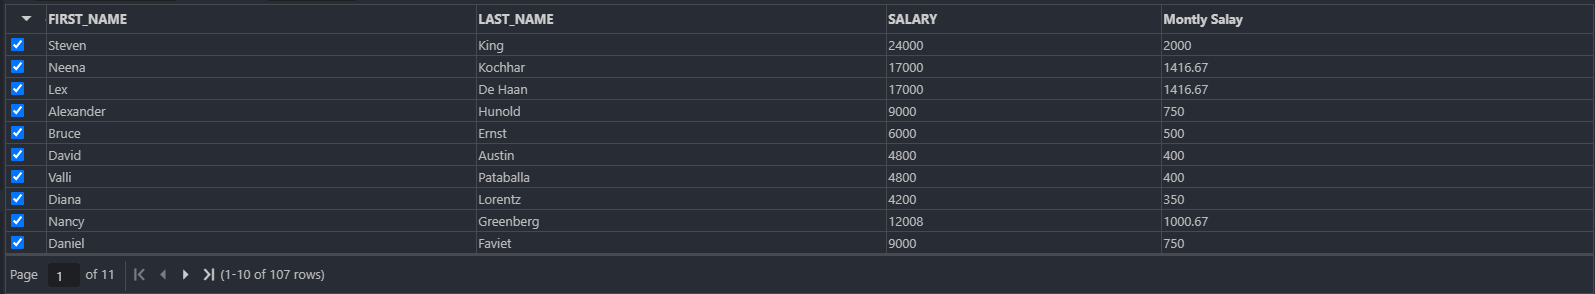 FIRST_NAME LAST_NAME SALARY Montly Salay
Steven King 24000 2000
Neena Kochhar 17000 1416.67
Lex De Haan 17000 1416.67
Alexander Hunold 9000 750
Bruce Ernst 6000 500
David Austin 4800 400
Valli Pataballa 4800 400
Diana Lorentz 4200 350
Nancy Greenberg 12008 1000.67
Daniel Faviet 9000 750
Page 1 of 11 (1-10 of 107 rows)